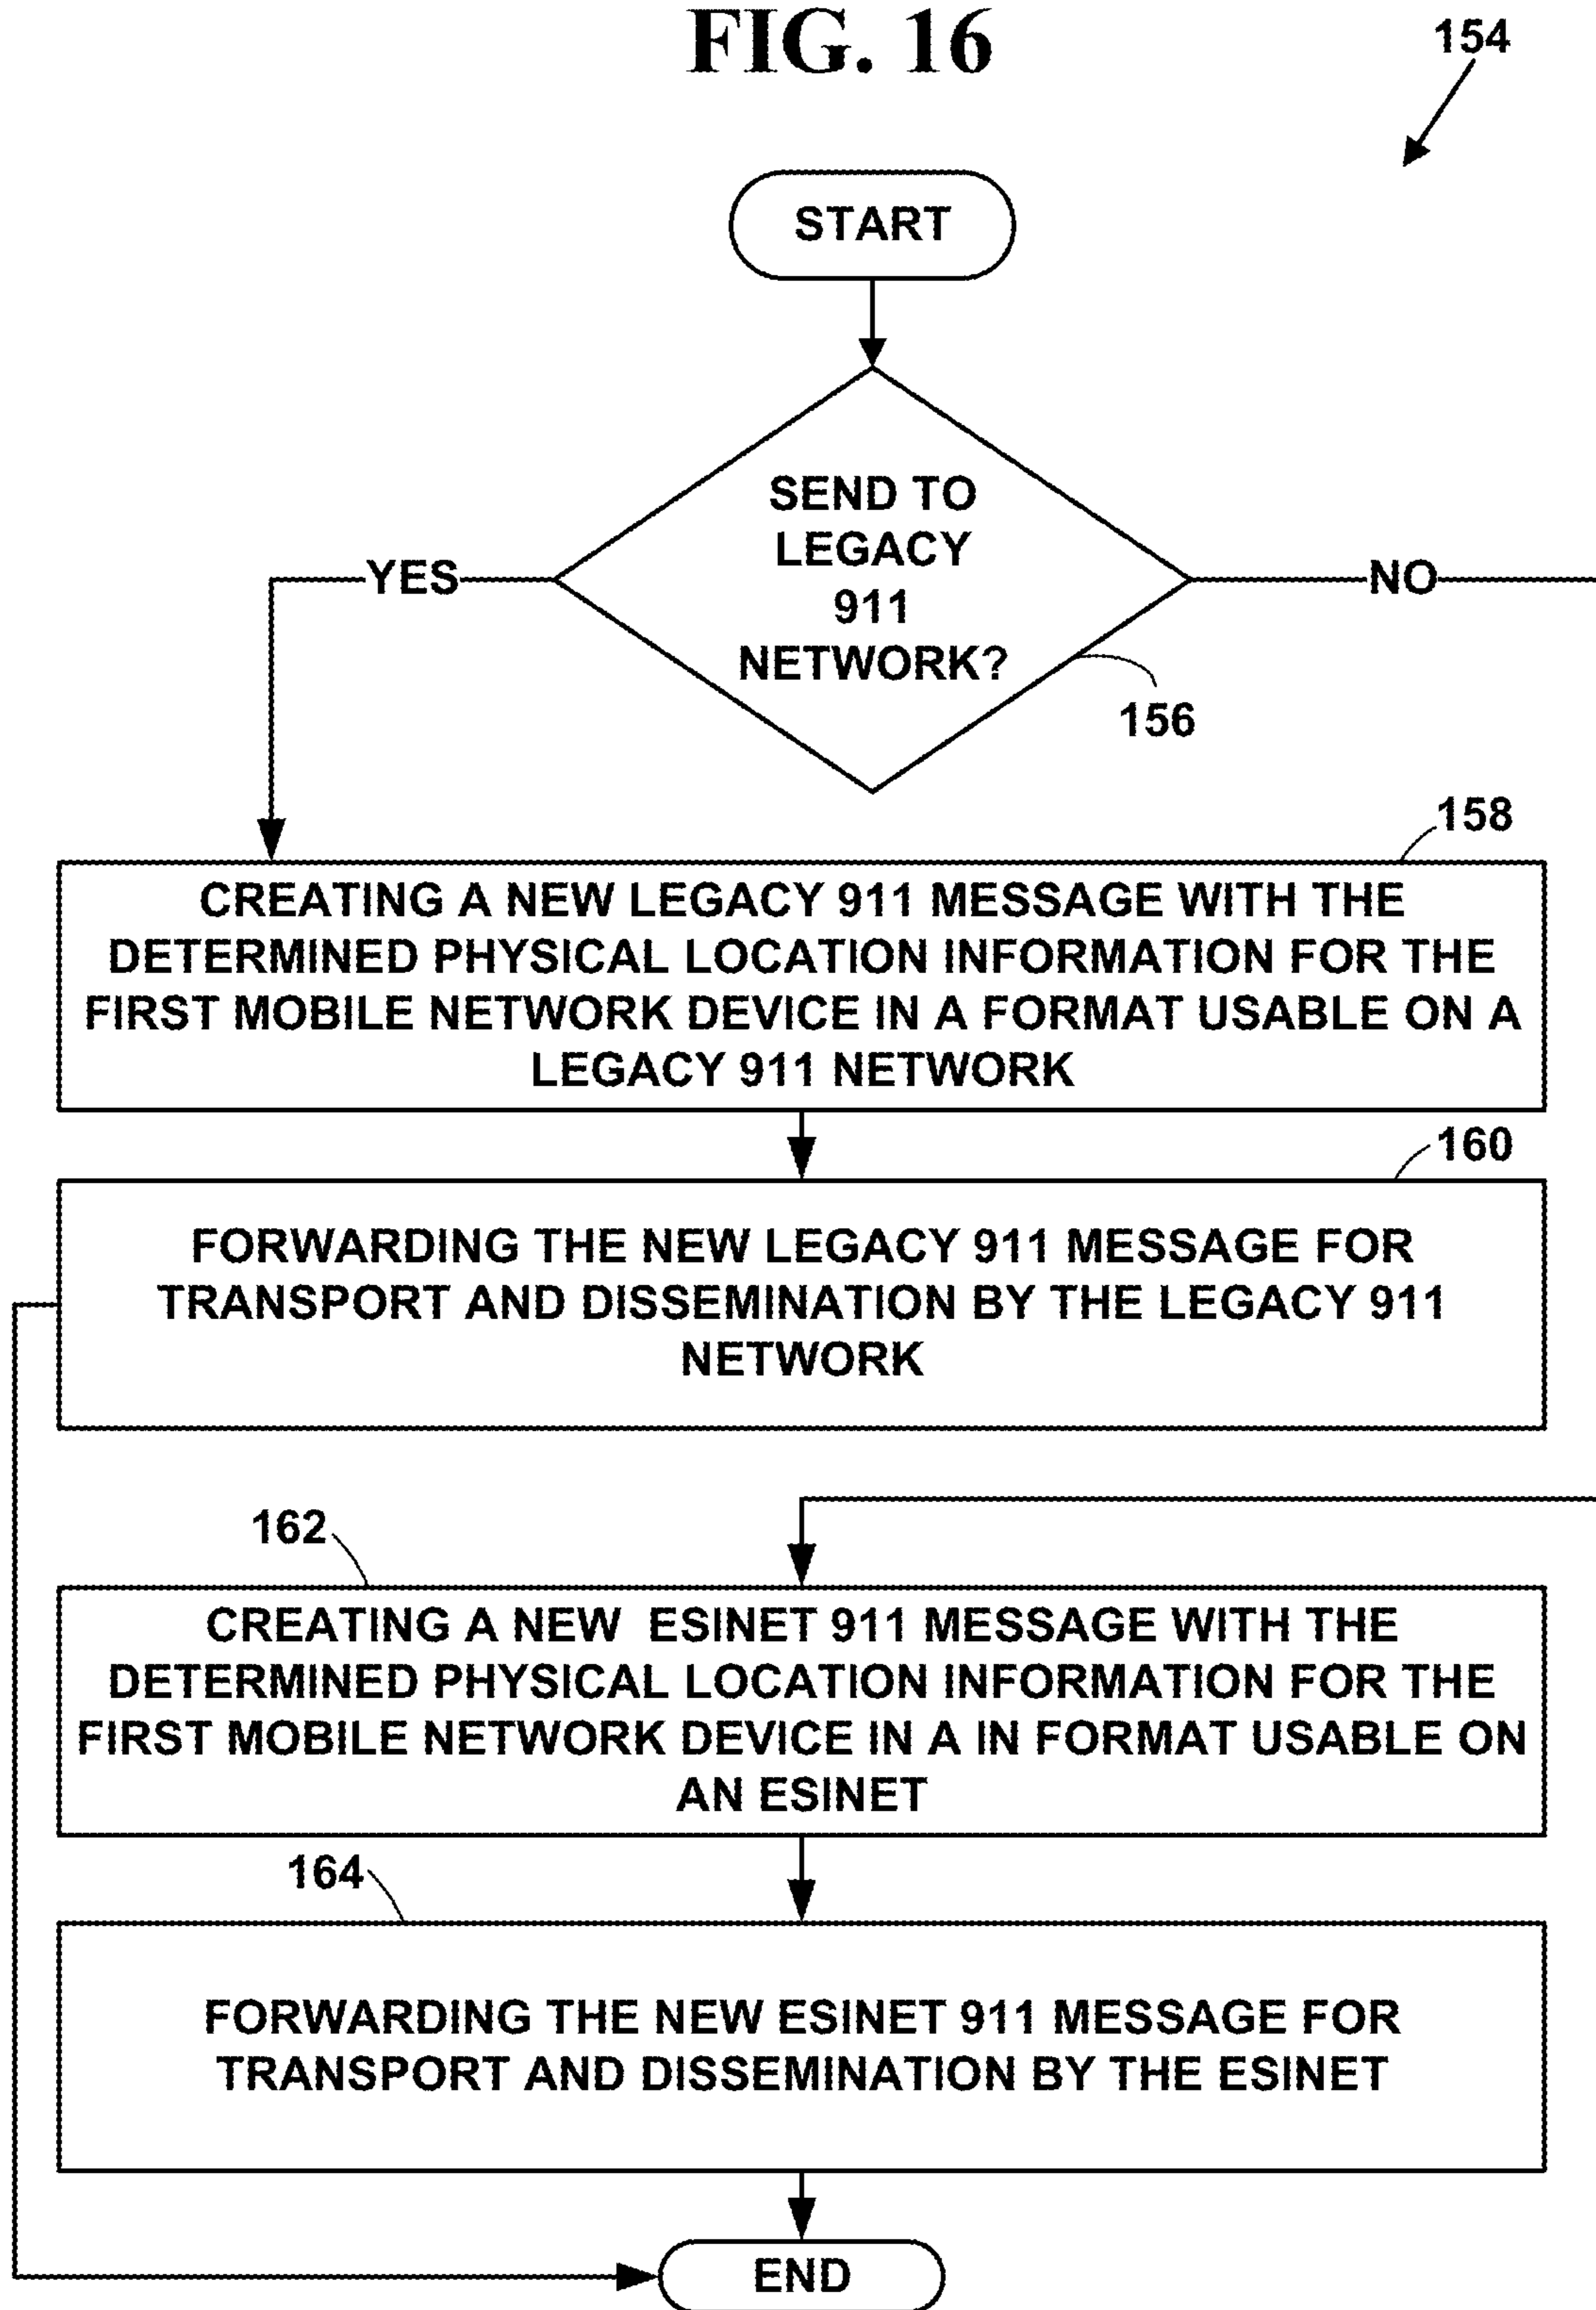 FIG. 16
154
START
SEND TO
LEGACY
911
NETWORK?
YES
NO
156
158
CREATING A NEW LEGACY 911 MESSAGE WITH THE
DETERMINED PHYSICAL LOCATION INFORMATION FOR THE
FIRST MOBILE NETWORK DEVICE IN A FORMAT USABLE ON A
LEGACY 911 NETWORK
160
FORWARDING THE NEW LEGACY 911 MESSAGE FOR
TRANSPORT AND DISSEMINATION BY THE LEGACY 911
NETWORK
162
CREATING A NEW ESINET 911 MESSAGE WITH THE
DETERMINED PHYSICAL LOCATION INFORMATION FOR THE
FIRST MOBILE NETWORK DEVICE IN A IN FORMAT USABLE ON
AN ESINET
164
FORWARDING THE NEW ESINET 911 MESSAGE FOR
TRANSPORT AND DISSEMINATION BY THE ESINET
END